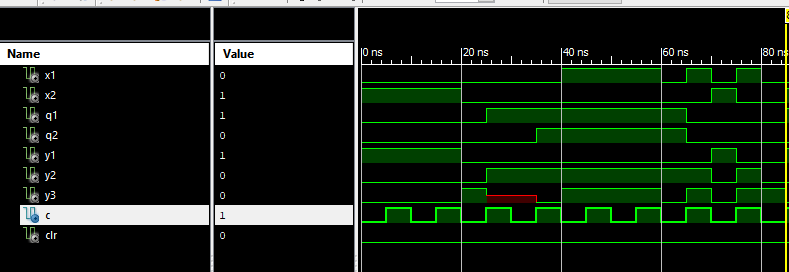 Name Value
0 ns 20 ns 40 ns 60 ns 80 ns
x1 0
x2 1
q1 1
q2 0
y1 1
y2 0
y3 0
c 1
clr 0